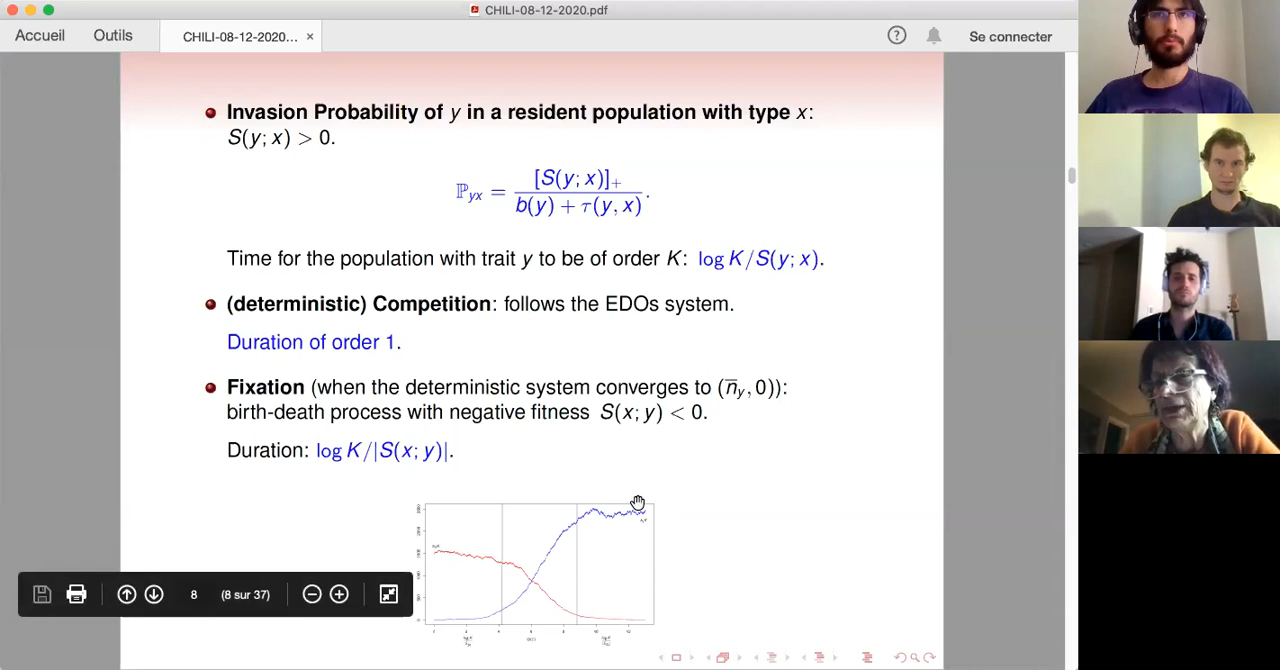 CHILI-08-12-2020.pdf
Accueil Outils CHILI-08-12-2020... × Se connecter
Invasion Probability of y in a resident population with type x:
S(y; x) > 0.
ℙyx = [S(y; x)]+ / b(y) + τ(y, x) .
Time for the population with trait y to be of order K: log K/S(y; x).
(deterministic) Competition: follows the EDOs system.
Duration of order 1.
Fixation (when the deterministic system converges to (n̅y, 0)):
birth-death process with negative fitness S(x; y) < 0.
Duration: log K/|S(x; y)|.
8 (8 sur 37)